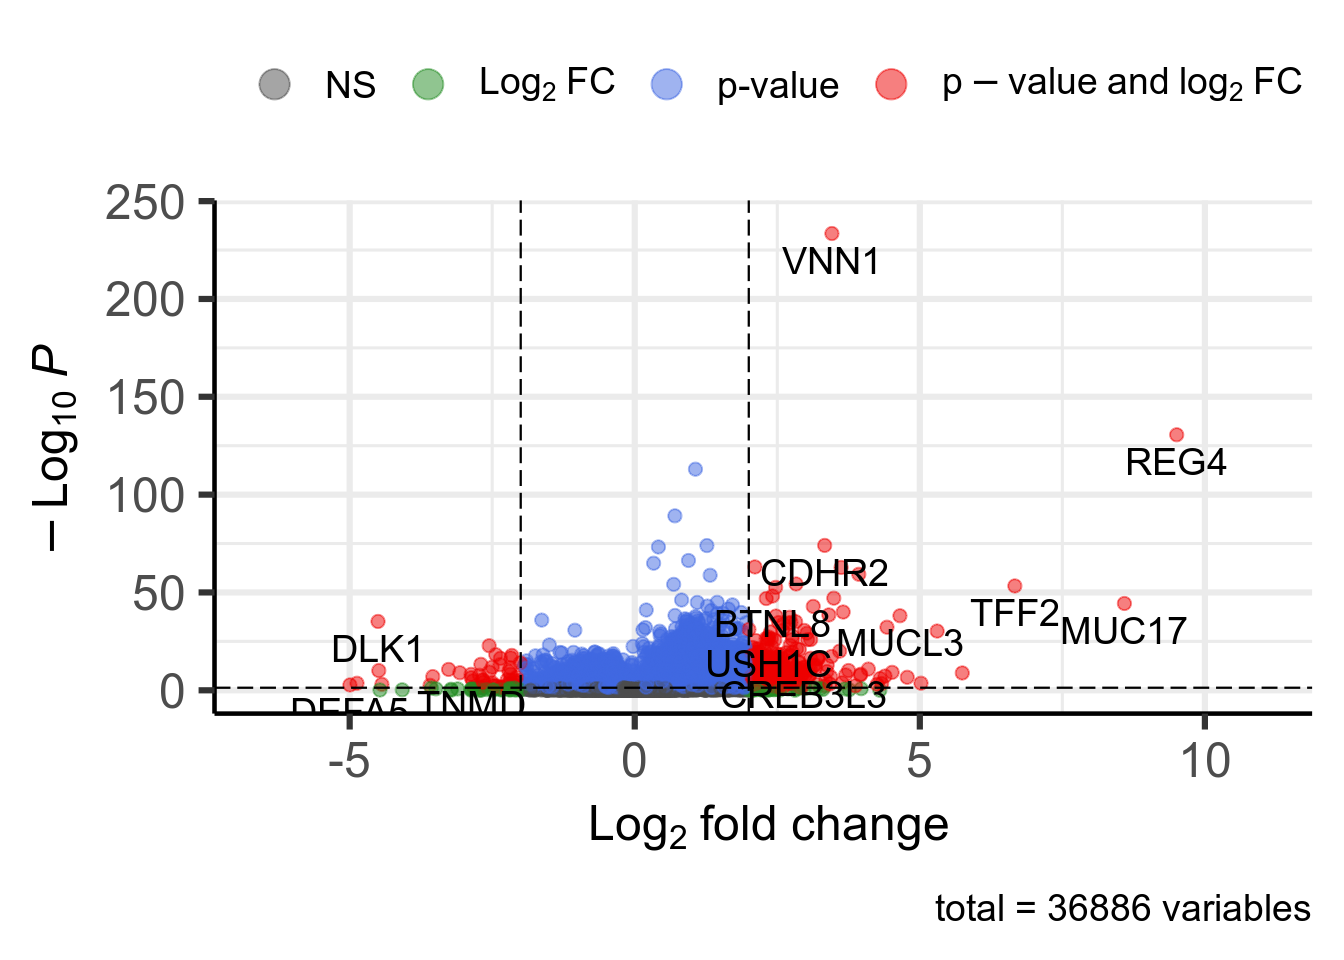 NS Log2 FC p-value p − value and log2 FC
250
200
150
100
50
0
− Log10 P
VNN1
REG4
CDHR2
TFF2
MUC17
BTNL8
MUCL3
DLK1
USH1C
CREB3L3
TNMD
DEFA5
-5 0 5 10
Log2 fold change
total = 36886 variables